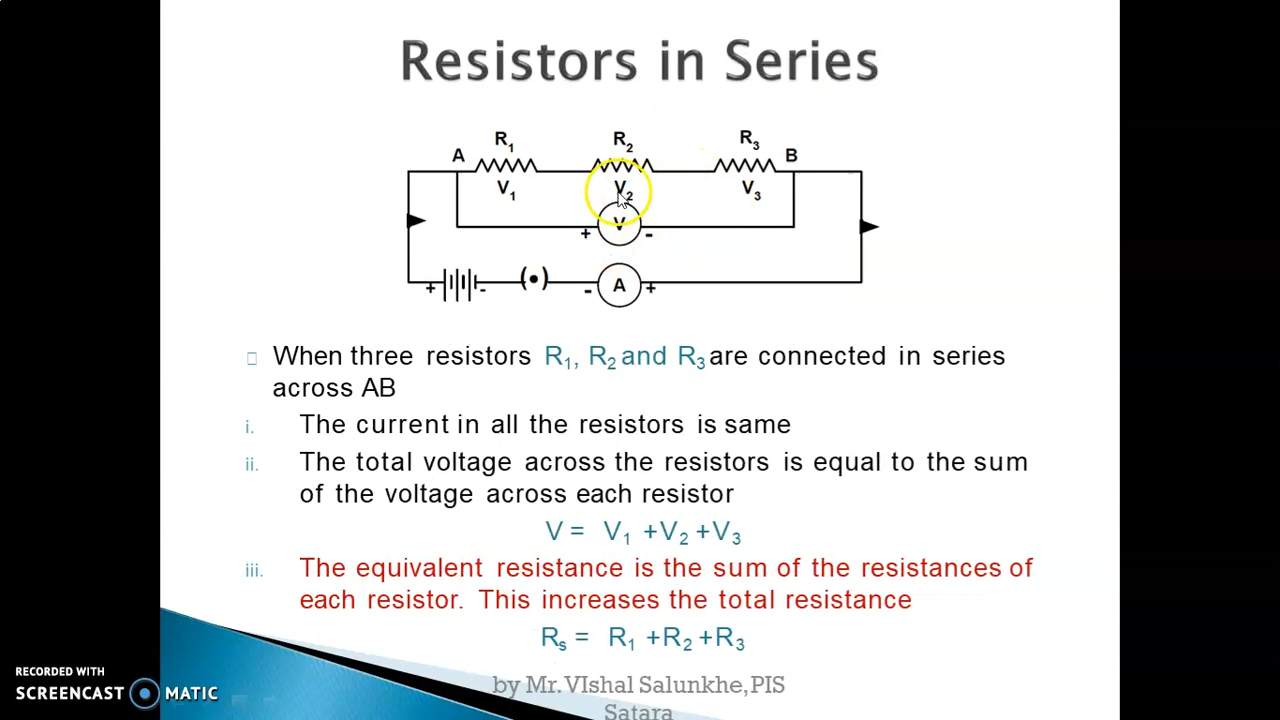 Resistors in Series
R1 R2 R3
A B
V1 V2 V3
+ V -
+ - (•) - A +
When three resistors R1, R2 and R3 are connected in series
across AB
i. The current in all the resistors is same
ii. The total voltage across the resistors is equal to the sum
of the voltage across each resistor
V = V1 +V2 +V3
iii. The equivalent resistance is the sum of the resistances of
each resistor. This increases the total resistance
Rs = R1 +R2 +R3
by Mr. VIshal Salunkhe,PIS
Satara
RECORDED WITH
SCREENCAST MATIC